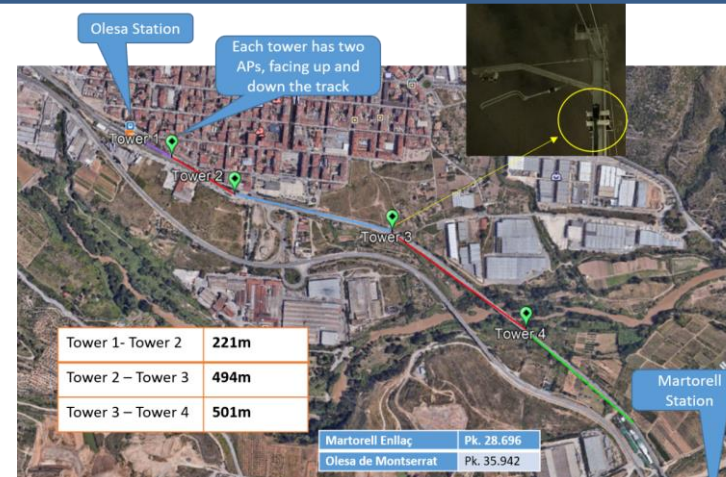 Olesa Station
Each tower has two
APs, facing up and
down the track
Tower 1
Tower 2
Tower 3
Tower 4
Tower 1- Tower 2 221m
Tower 2 – Tower 3 494m
Tower 3 – Tower 4 501m
Martorell
Station
Martorell Enllaç Pk. 28.696
Olesa de Montserrat Pk. 35.942